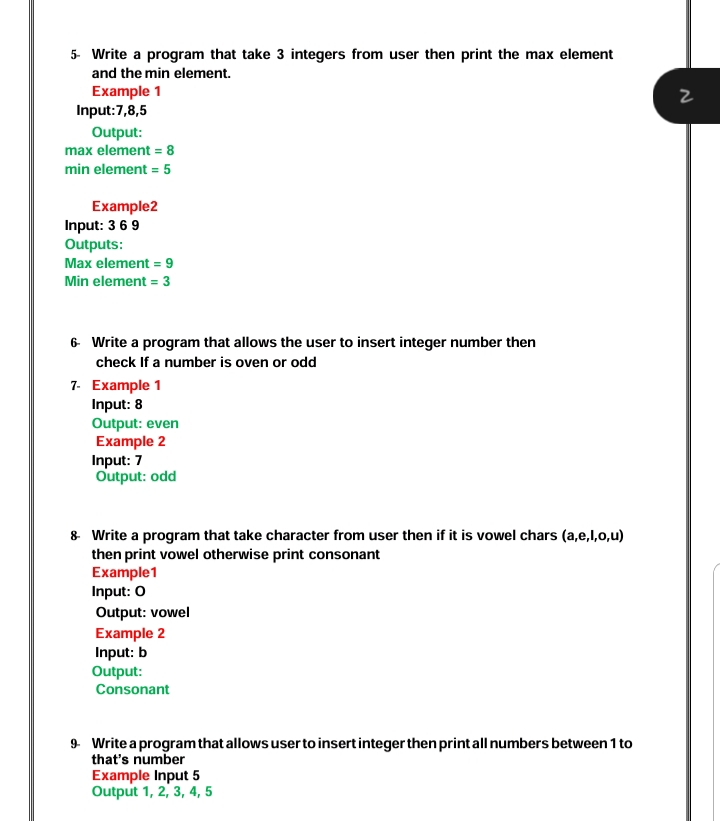 5- Write a program that take 3 integers from user then print the max element
and the min element.
Example 1
Input:7,8,5
Output:
max element = 8
min element = 5
Example2
Input: 3 6 9
Outputs:
Max element = 9
Min element = 3
6- Write a program that allows the user to insert integer number then
check If a number is oven or odd
7- Example 1
Input: 8
Output: even
Example 2
Input: 7
Output: odd
8- Write a program that take character from user then if it is vowel chars (a,e,I,o,u)
then print vowel otherwise print consonant
Example1
Input: O
Output: vowel
Example 2
Input: b
Output:
Consonant
9- Write a program that allows user to insert integer then print all numbers between 1 to
that's number
Example Input 5
Output 1, 2, 3, 4, 5
2